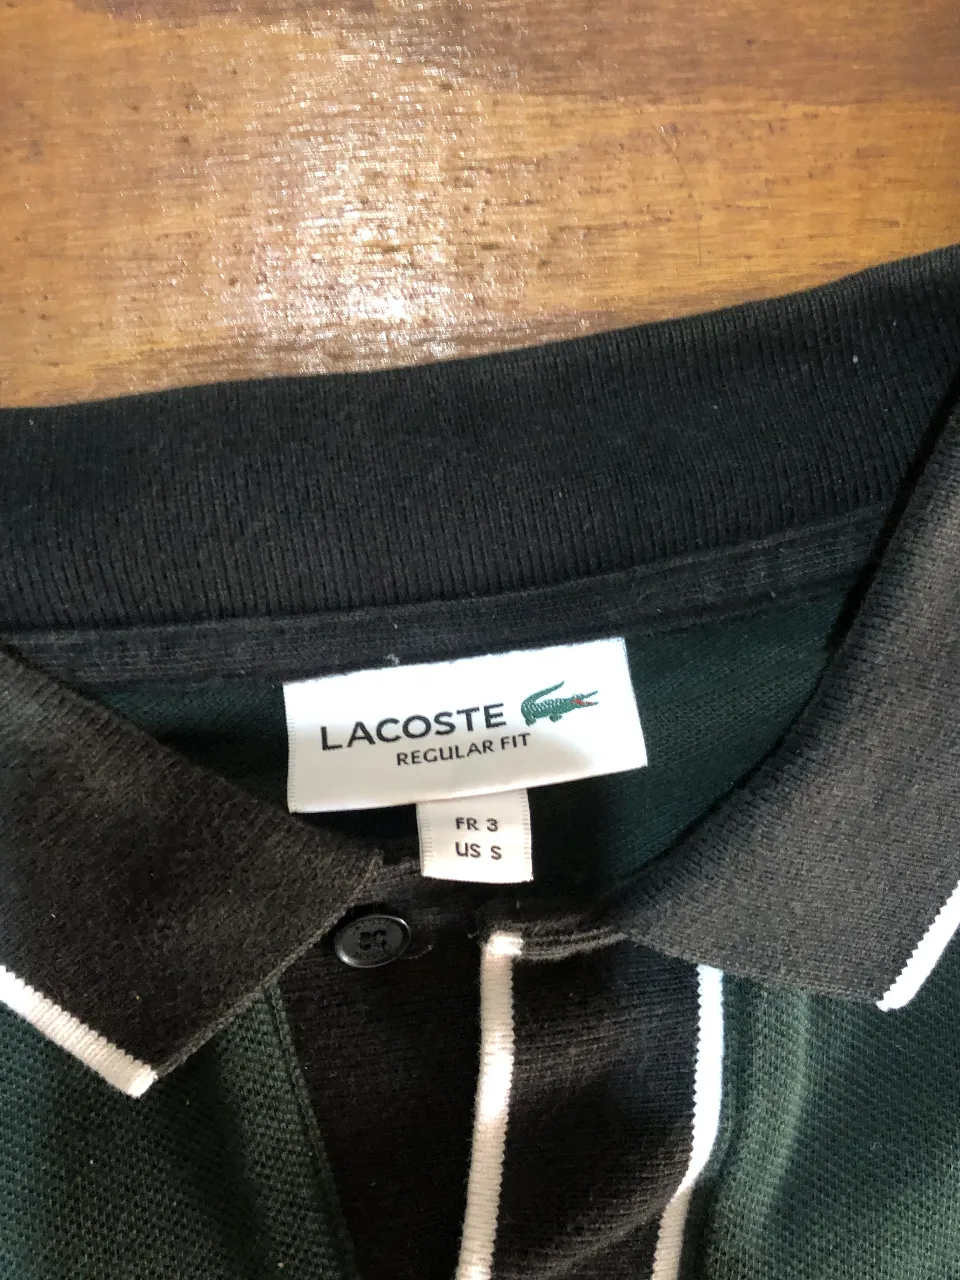 LACOSTE
REGULAR FIT
FR 3
US S